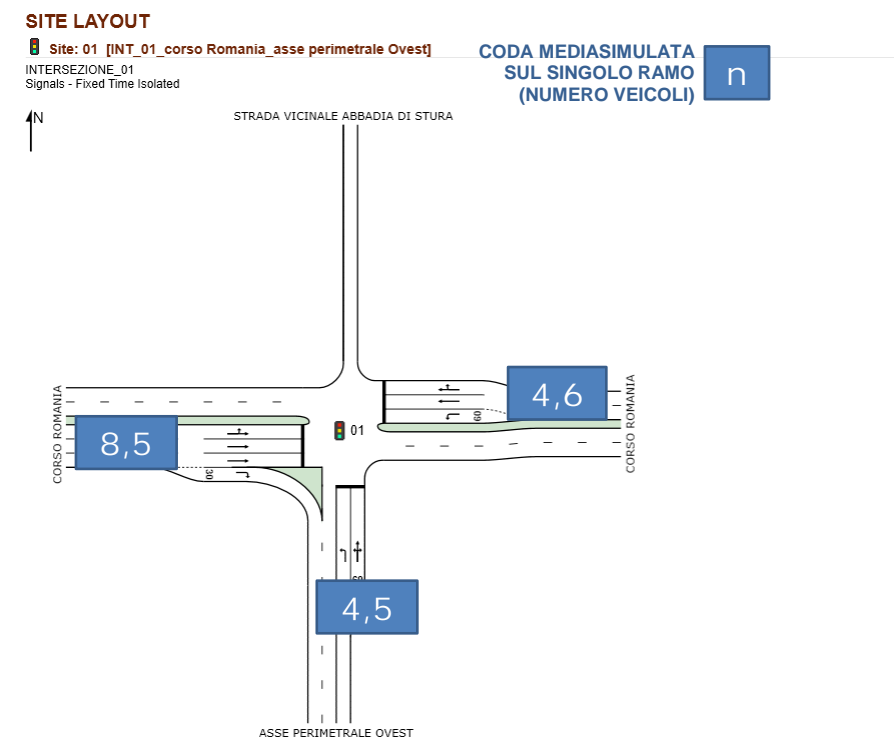 SITE LAYOUT
Site: 01 [INT_01_corso Romania_asse perimetrale Ovest]
INTERSEZIONE_01
Signals - Fixed Time Isolated
CODA MEDIASIMULATA
SUL SINGOLO RAMO
(NUMERO VEICOLI)
n
N
STRADA VICINALE ABBADIA DI STURA
CORSO ROMANIA
8,5
30
01
4,6
60
CORSO ROMANIA
4,5
ASSE PERIMETRALE OVEST